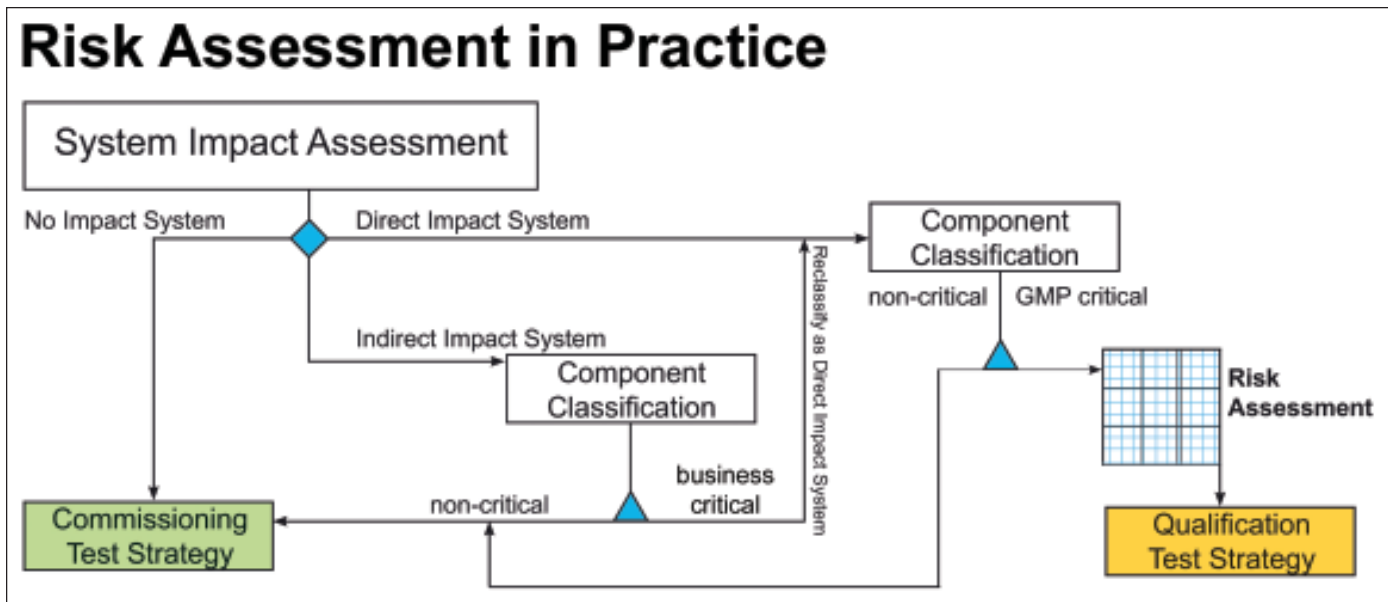 Risk Assessment in Practice
System Impact Assessment
No Impact System
Direct Impact System
Component
Classification
non-critical
GMP critical
Reclassify as Direct Impact System
Indirect Impact System
Component
Classification
Risk
Assessment
business
critical
non-critical
Commissioning
Test Strategy
Qualification
Test Strategy